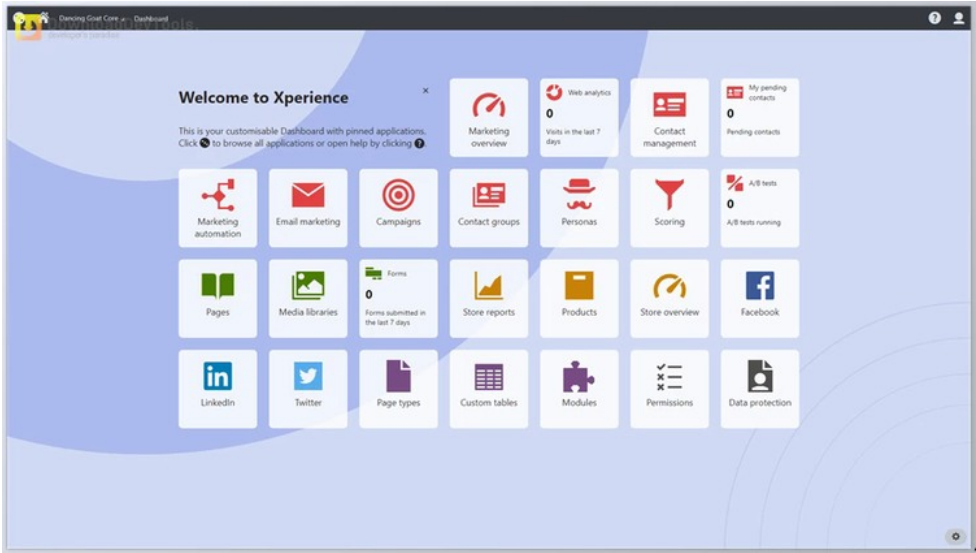 Dancing Goat Core Dashboard
DownloadDevTools.
developer's paradise
Welcome to Xperience
This is your customisable Dashboard with pinned applications.
Click to browse all applications or open help by clicking ?.
Marketing
overview
Web analytics
0
Visits in the last 7
days
Contact
management
My pending
contacts
0
Pending contacts
Marketing
automation
Email marketing
Campaigns
Contact groups
Personas
Scoring
A/B tests
0
A/B tests running
Pages
Media libraries
Forms
0
Forms submitted in
the last 7 days
Store reports
Products
Store overview
Facebook
LinkedIn
Twitter
Page types
Custom tables
Modules
Permissions
Data protection